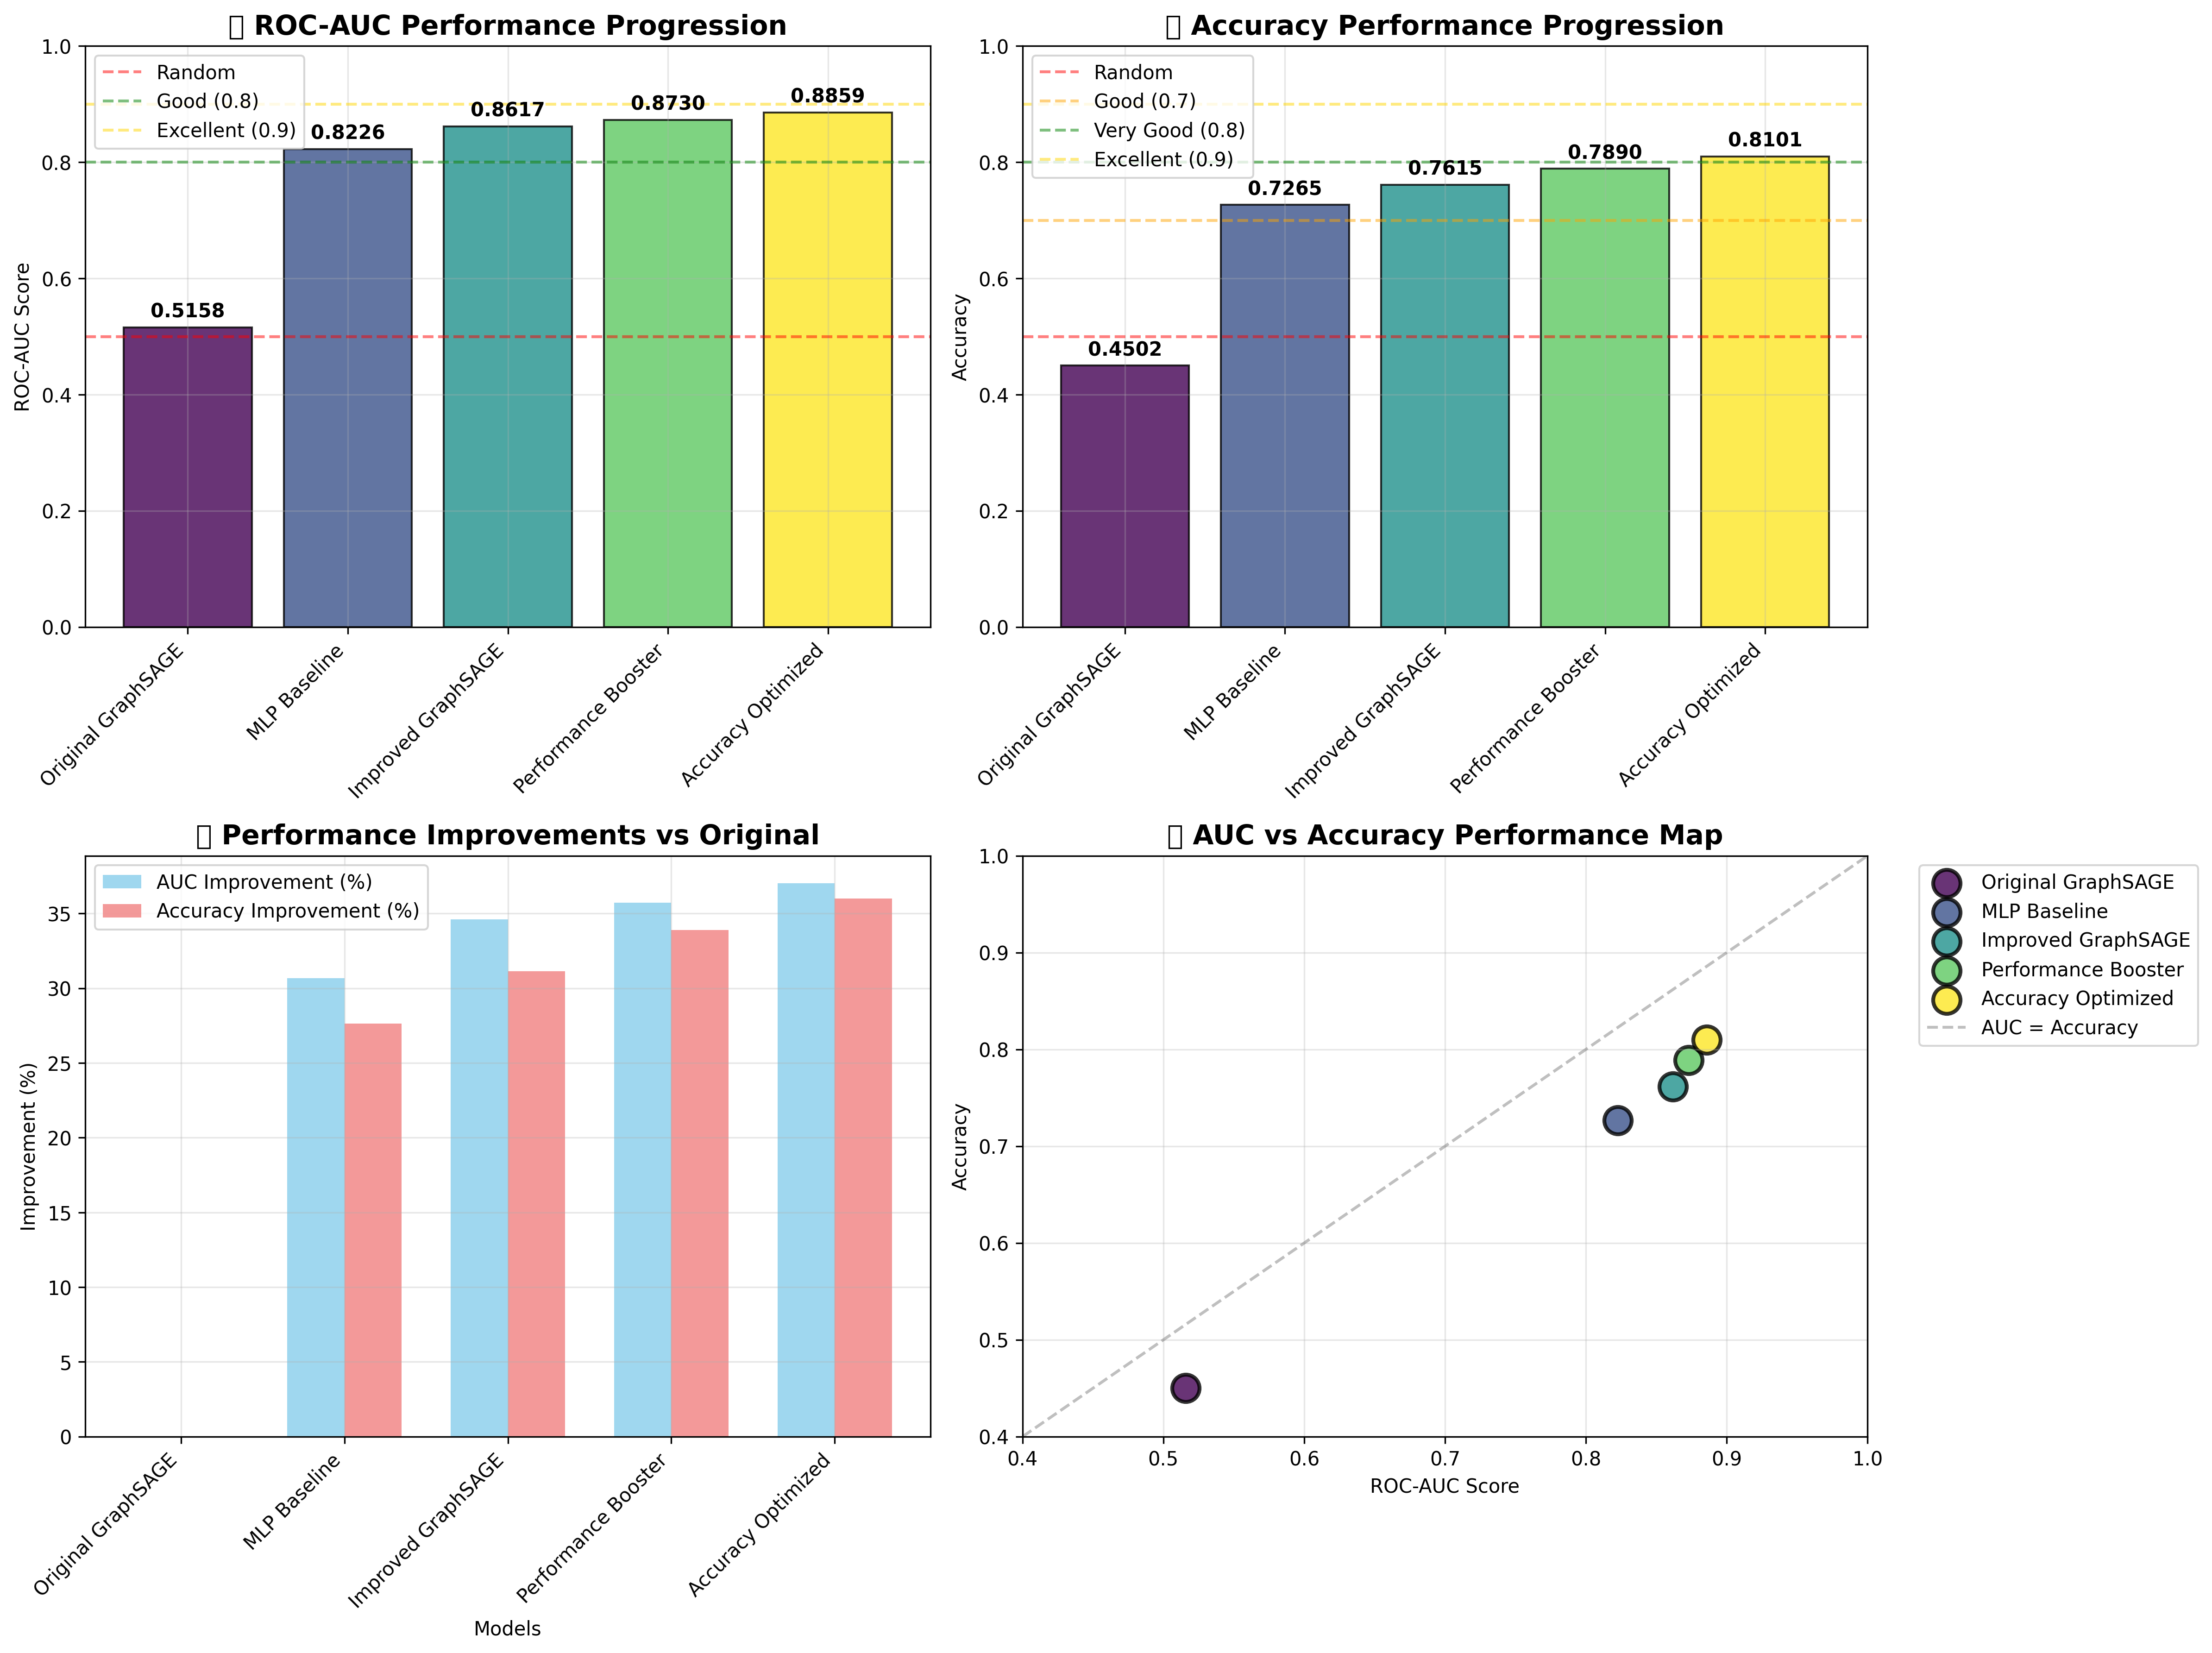 ROC-AUC Performance Progression
ROC-AUC Score
1.0
0.8
0.6
0.4
0.2
0.0
Random
Good (0.8)
Excellent (0.9)
0.5158
0.8226
0.8617
0.8730
0.8859
Original GraphSAGE
MLP Baseline
Improved GraphSAGE
Performance Booster
Accuracy Optimized
Accuracy Performance Progression
Accuracy
1.0
0.8
0.6
0.4
0.2
0.0
Random
Good (0.7)
Very Good (0.8)
Excellent (0.9)
0.4502
0.7265
0.7615
0.7890
0.8101
Original GraphSAGE
MLP Baseline
Improved GraphSAGE
Performance Booster
Accuracy Optimized
Performance Improvements vs Original
Improvement (%)
35
30
25
20
15
10
5
0
AUC Improvement (%)
Accuracy Improvement (%)
Original GraphSAGE
MLP Baseline
Improved GraphSAGE
Performance Booster
Accuracy Optimized
Models
AUC vs Accuracy Performance Map
Accuracy
1.0
0.9
0.8
0.7
0.6
0.5
0.4
0.4
0.5
0.6
0.7
0.8
0.9
1.0
ROC-AUC Score
Original GraphSAGE
MLP Baseline
Improved GraphSAGE
Performance Booster
Accuracy Optimized
AUC = Accuracy